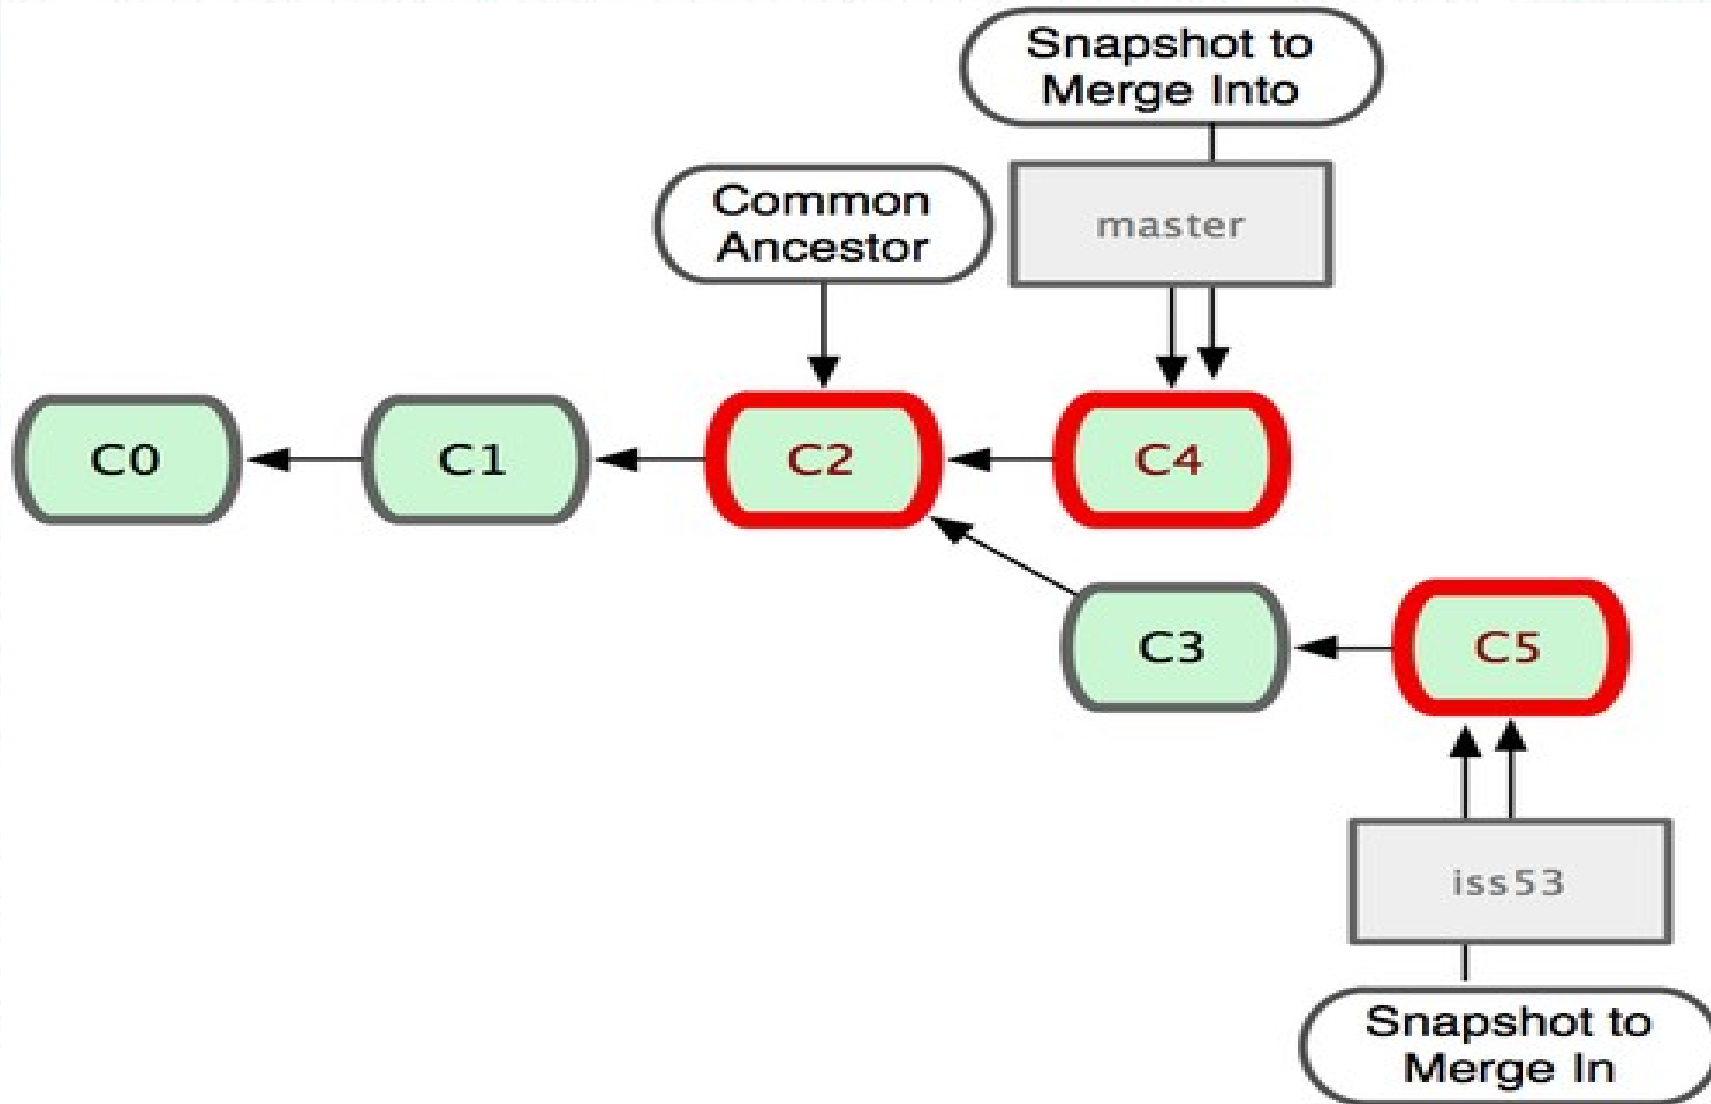 Snapshot to
Merge Into
Common
Ancestor
master
C0
C1
C2
C4
C3
C5
iss53
Snapshot to
Merge In